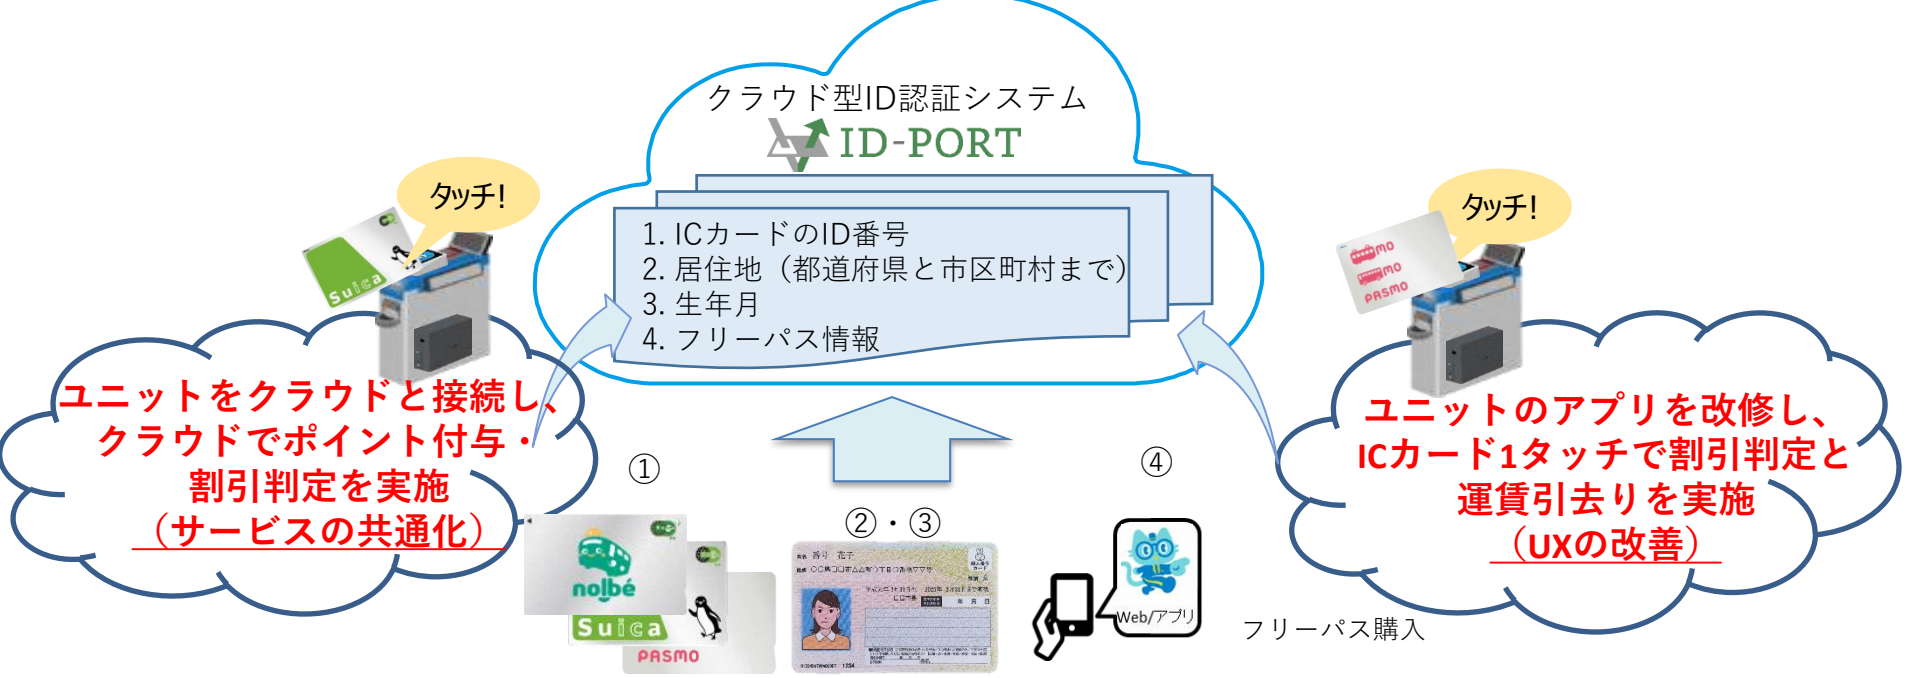 クラウド型ID認証システム
ID-PORT
1. ICカードのID番号
2. 居住地（都道府県と市区町村まで）
3. 生年月
4. フリーパス情報
タッチ!
Suica
ユニットをクラウドと接続し、
クラウドでポイント付与・
割引判定を実施
（サービスの共通化）
タッチ!
PASMO
ユニットのアプリを改修し、
ICカード1タッチで割引判定と
運賃引去りを実施
（UXの改善）
①
②・③
④
nolbé
Suica
PASMO
氏名 番号 花子
1234
Web/アプリ
フリーパス購入